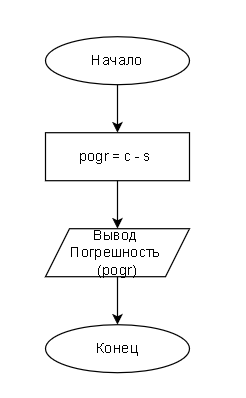 Начало
pogr = c - s
Вывод
Погрешность
(pogr)
Конец